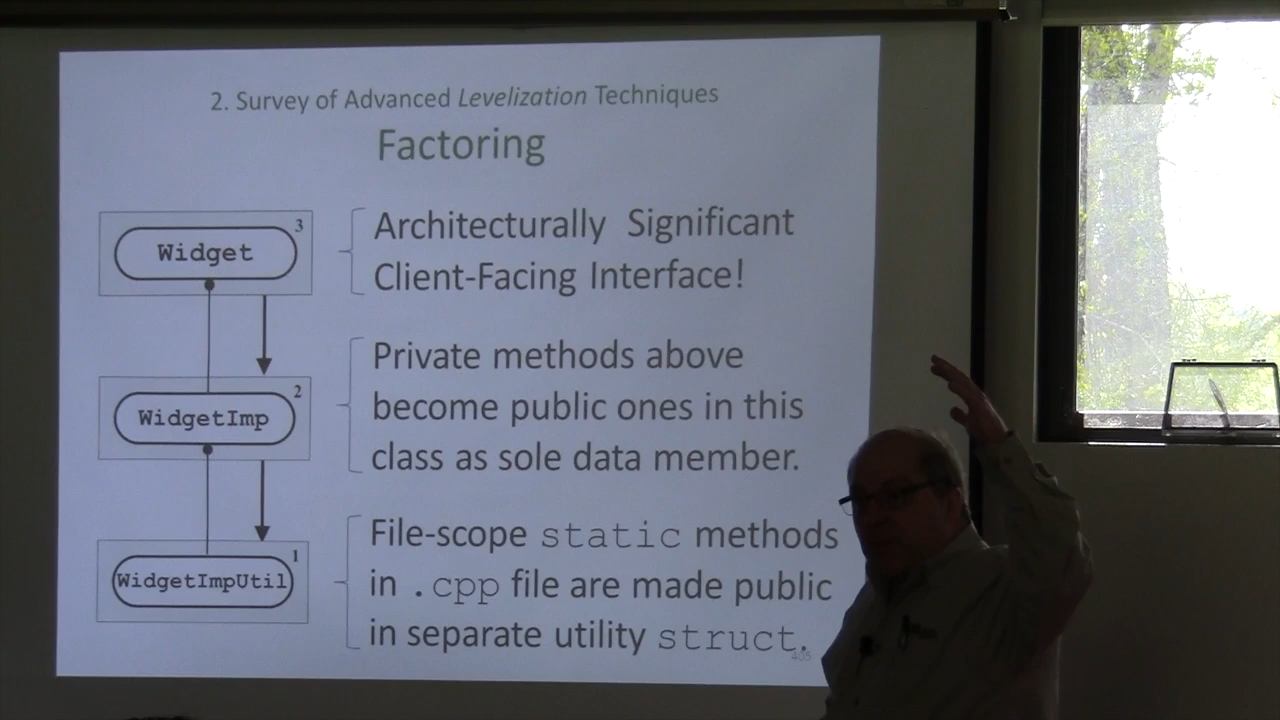 2. Survey of Advanced Levelization Techniques
Factoring
3
Widget
Architecturally Significant
Client-Facing Interface!
2
WidgetImp
Private methods above
become public ones in this
class as sole data member.
1
WidgetImpUtil
File-scope static methods
in .cpp file are made public
in separate utility struct.
405